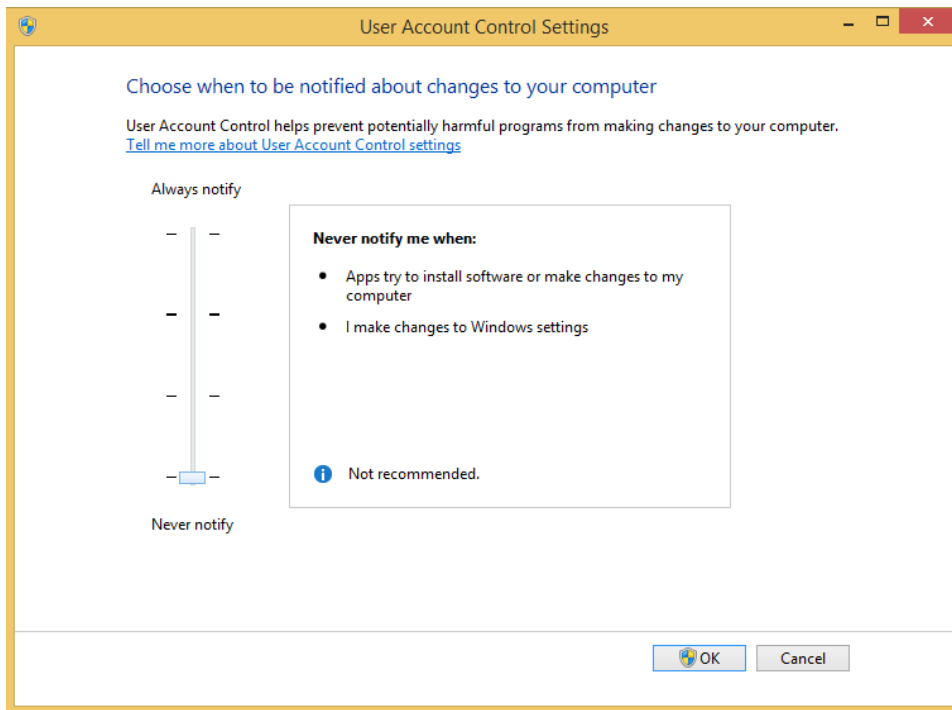 User Account Control Settings
Choose when to be notified about changes to your computer
User Account Control helps prevent potentially harmful programs from making changes to your computer.
Tell me more about User Account Control settings
Always notify
Never notify me when:
Apps try to install software or make changes to my
computer
I make changes to Windows settings
Not recommended.
Never notify
OK
Cancel